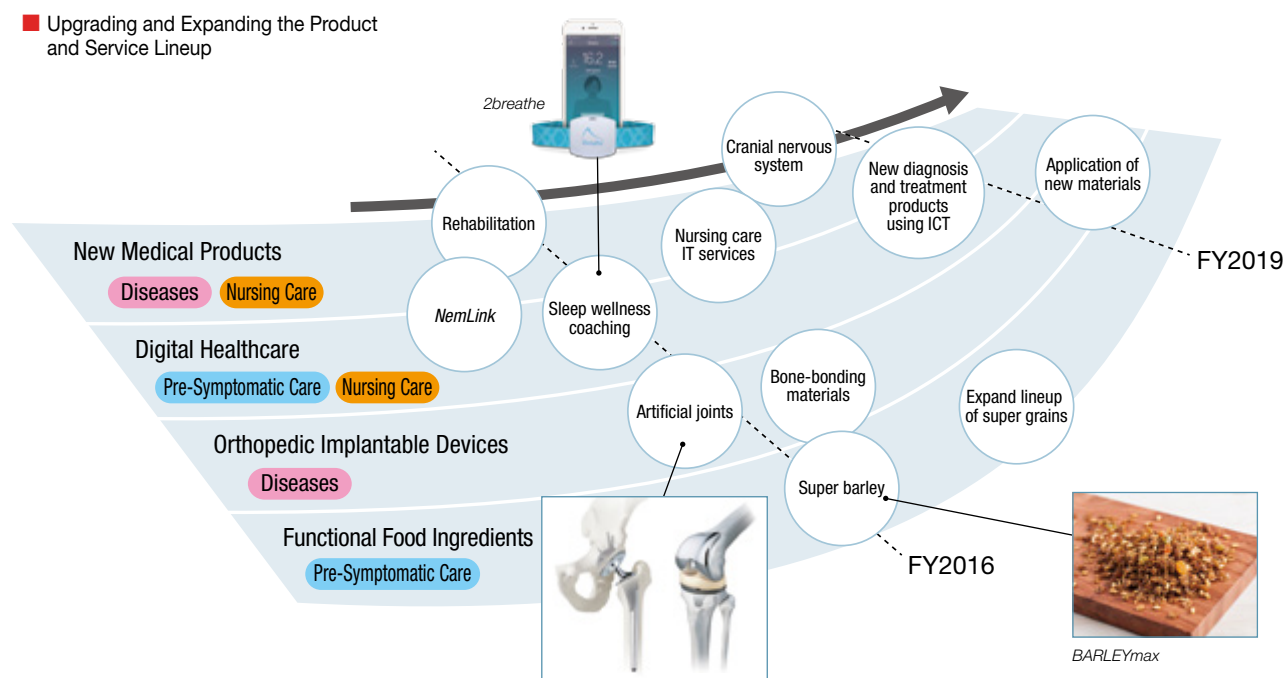 Upgrading and Expanding the Product
and Service Lineup
2breathe
16.2
Cranial nervous
system
New diagnosis
and treatment
products
using ICT
Application of
new materials
Rehabilitation
Nursing care
IT services
FY2019
New Medical Products
Diseases
Nursing Care
NemLink
Sleep wellness
coaching
Digital Healthcare
Pre-Symptomatic Care
Nursing Care
Artificial joints
Bone-bonding
materials
Expand lineup
of super grains
Orthopedic Implantable Devices
Diseases
Super barley
Functional Food Ingredients
Pre-Symptomatic Care
FY2016
BARLEYmax